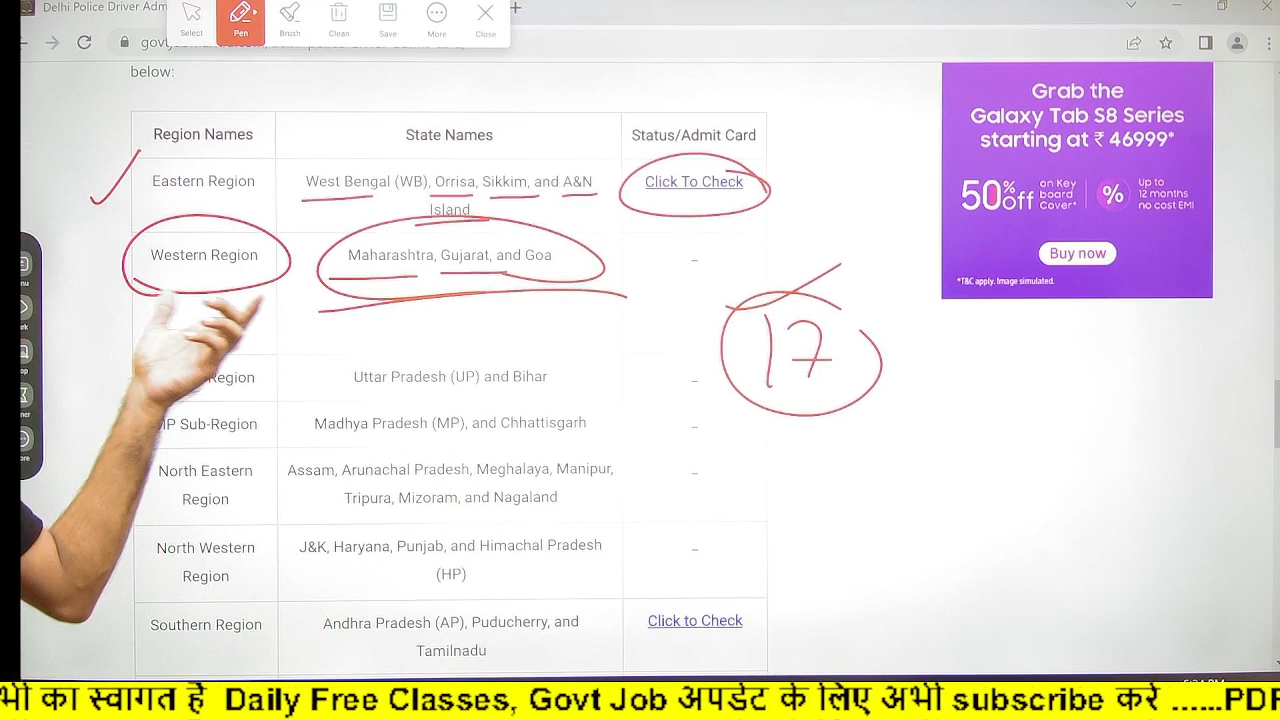 Delhi Police Driver Adm
Select
Pen
Brush
Clean
Save
More
Close
below:
Region Names
State Names
Status/Admit Card
Eastern Region
West Bengal (WB), Orrisa, Sikkim, and A&N
Island
Click To Check
Western Region
Maharashtra, Gujarat, and Goa
–
17
Region
Uttar Pradesh (UP) and Bihar
–
MP Sub-Region
Madhya Pradesh (MP), and Chhattisgarh
–
North Eastern
Region
Assam, Arunachal Pradesh, Meghalaya, Manipur,
Tripura, Mizoram, and Nagaland
–
North Western
Region
J&K, Haryana, Punjab, and Himachal Pradesh
(HP)
–
Southern Region
Andhra Pradesh (AP), Puducherry, and
Tamilnadu
Click to Check
Grab the
Galaxy Tab S8 Series
starting at ₹ 46999*
50% off
on Key
board
Cover*
%
Up to
12 months
no cost EMI
Buy now
*T&C apply. Image simulated.
भी का स्वागत है Daily Free Classes, Govt Job अपडेट के लिए अभी subscribe करे ......PDF